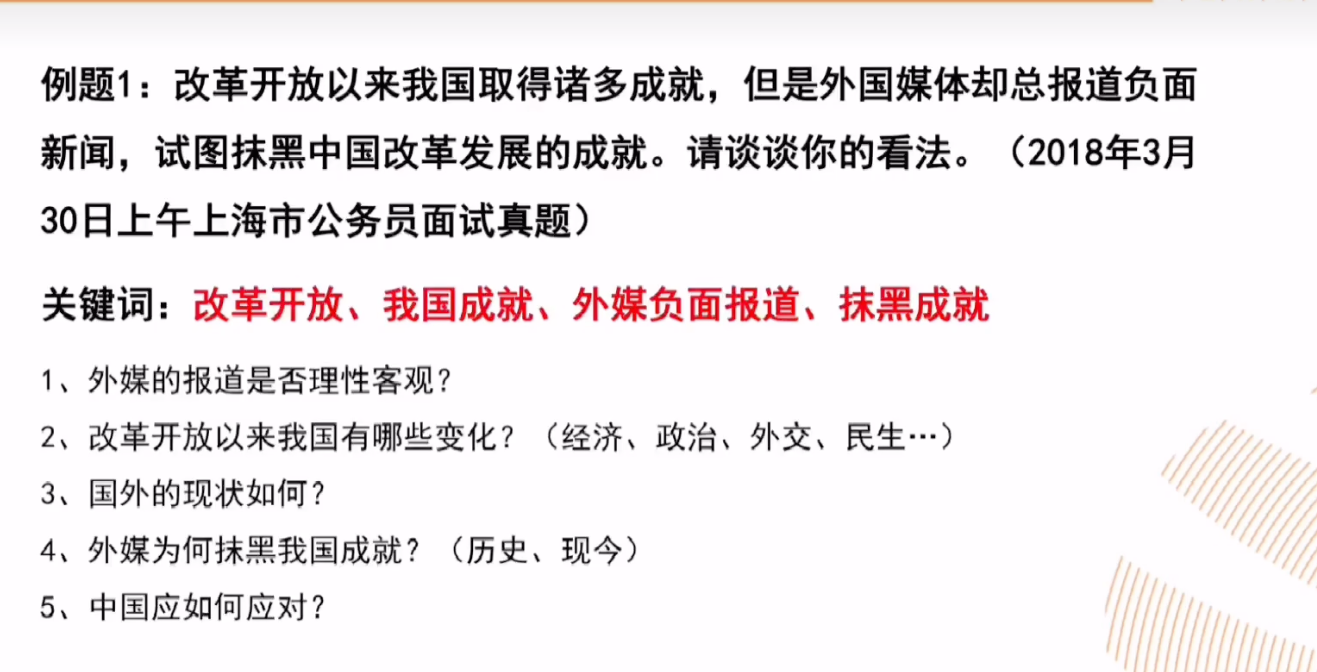 例题1：改革开放以来我国取得诸多成就，但是外国媒体却总报道负面
新闻，试图抹黑中国改革发展的成就。请谈谈你的看法。（2018年3月
30日上午上海市公务员面试真题）
关键词：改革开放、我国成就、外媒负面报道、抹黑成就
1、外媒的报道是否理性客观？
2、改革开放以来我国有哪些变化？（经济、政治、外交、民生…）
3、国外的现状如何？
4、外媒为何抹黑我国成就？（历史、现今）
5、中国应如何应对？